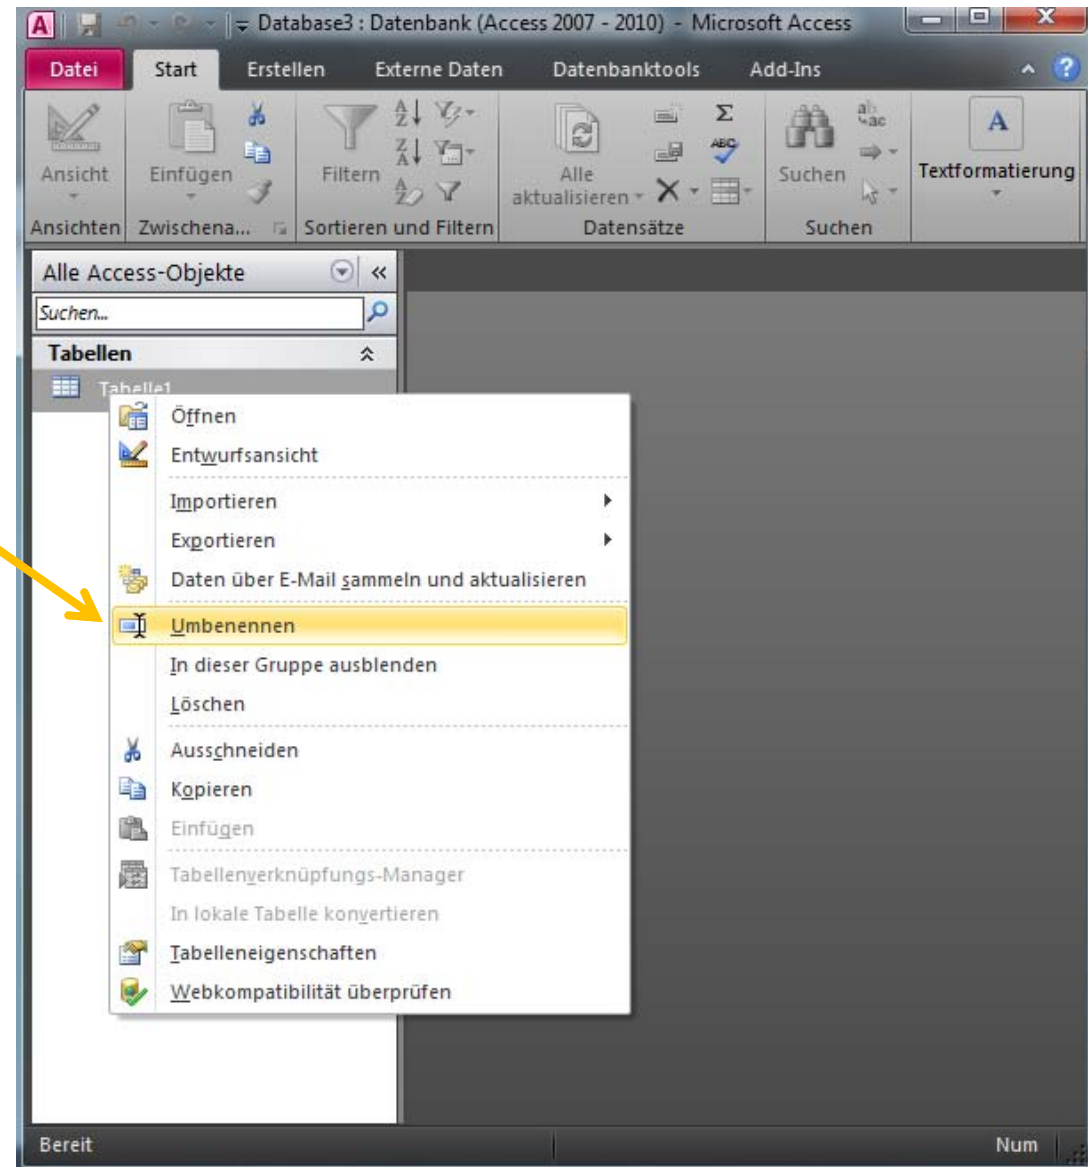 A Database3 : Datenbank (Access 2007 - 2010) - Microsoft Access
Datei Start Erstellen Externe Daten Datenbanktools Add-Ins ?
Ansicht Einfügen Filtern Alle aktualisieren Suchen Textformatierung
A Z Z A A Z Σ ABC ab ac A
Ansichten Zwischena... Sortieren und Filtern Datensätze Suchen
Alle Access-Objekte «
Suchen...
Tabellen
Tabelle1
Öffnen
Entwurfsansicht
Importieren
Exportieren
Daten über E-Mail sammeln und aktualisieren
Umbenennen
In dieser Gruppe ausblenden
Löschen
Ausschneiden
Kopieren
Einfügen
Tabellenverknüpfungs-Manager
In lokale Tabelle konvertieren
Tabelleneigenschaften
Webkompatibilität überprüfen
Bereit Num